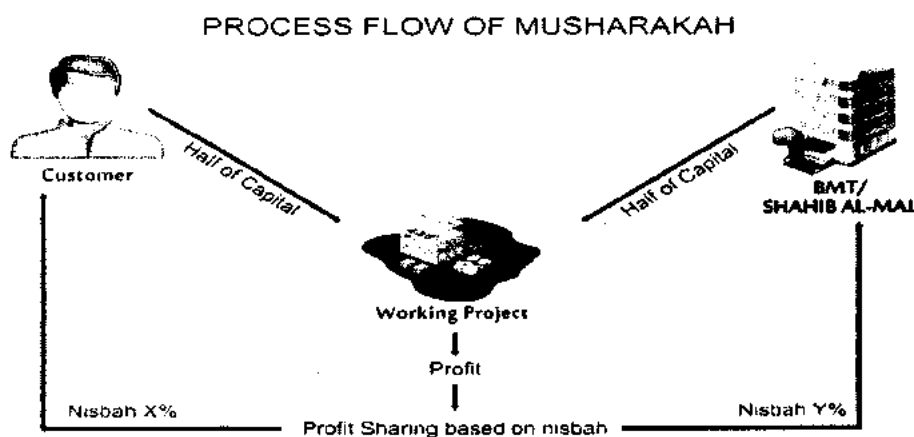 PROCESS FLOW OF MUSHARAKAH
Customer
Half of Capital
Half of Capital
BMT/
SHAHIB AL-MAL
Working Project
Profit
Nisbah X%
Profit Sharing based on nisbah
Nisbah Y%